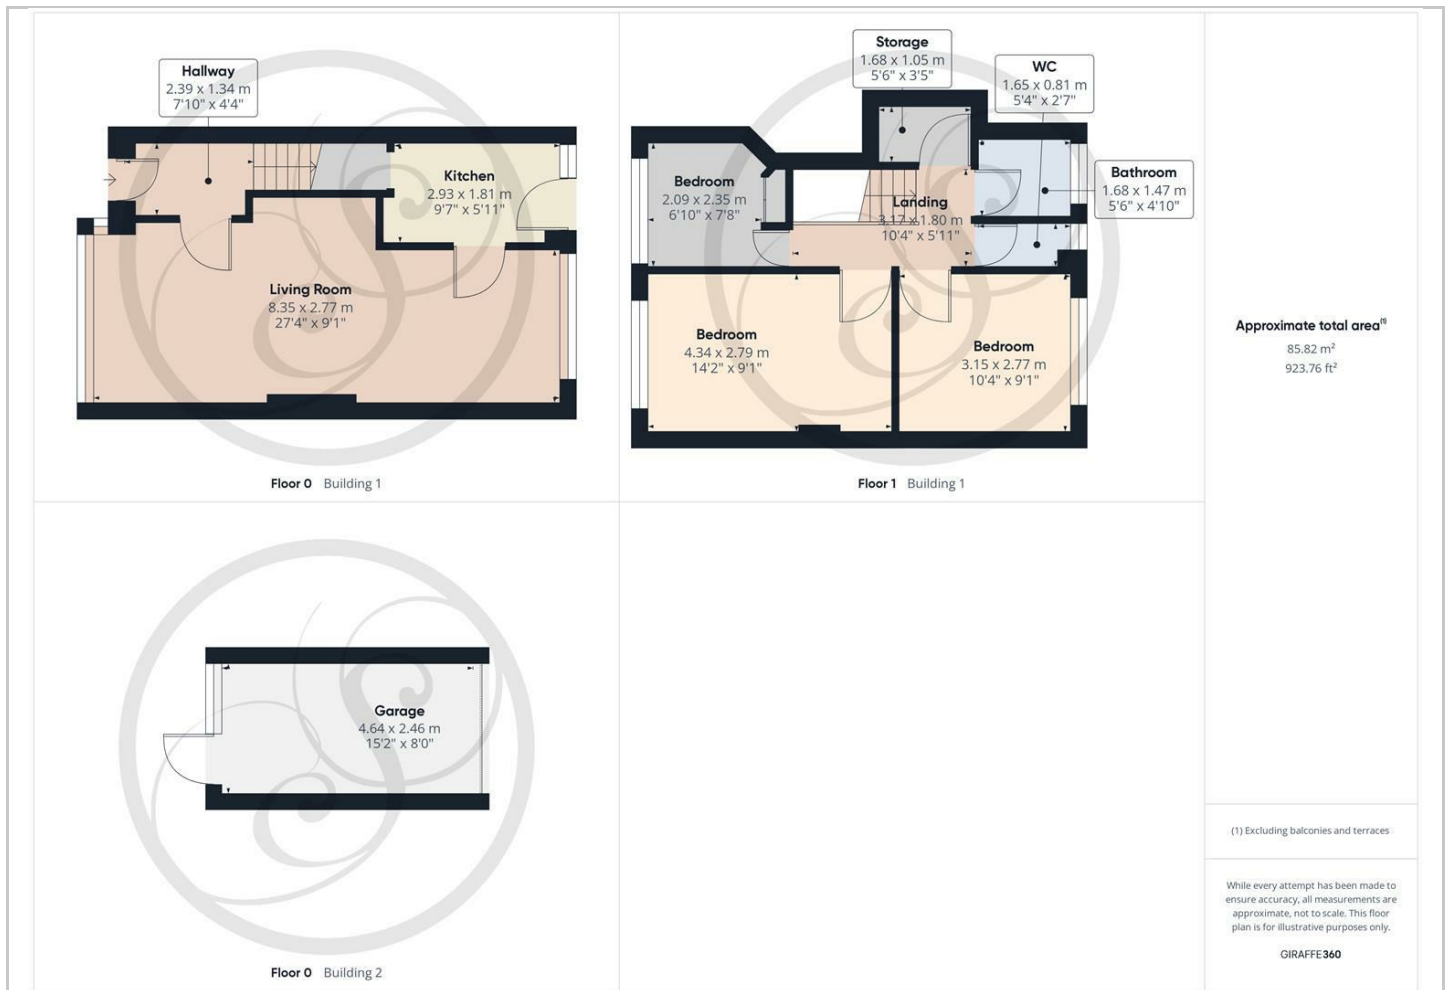 Hallway
2.39 x 1.34 m
7'10" x 4'4"
Kitchen
2.93 x 1.81 m
9'7" x 5'11"
Living Room
8.35 x 2.77 m
27'4" x 9'1"
Floor 0 Building 1
Storage
1.68 x 1.05 m
5'6" x 3'5"
WC
1.65 x 0.81 m
5'4" x 2'7"
Bathroom
1.68 x 1.47 m
5'6" x 4'10"
Bedroom
2.09 x 2.35 m
6'10" x 7'8"
Landing
3.17 x 1.80 m
10'4" x 5'11"
Bedroom
4.34 x 2.79 m
14'2" x 9'1"
Bedroom
3.15 x 2.77 m
10'4" x 9'1"
Floor 1 Building 1
Garage
4.64 x 2.46 m
15'2" x 8'0"
Floor 0 Building 2
Approximate total area(1)
85.82 m²
923.76 ft²
(1) Excluding balconies and terraces
While every attempt has been made to
ensure accuracy, all measurements are
approximate, not to scale. This floor
plan is for illustrative purposes only.
GIRAFFE360